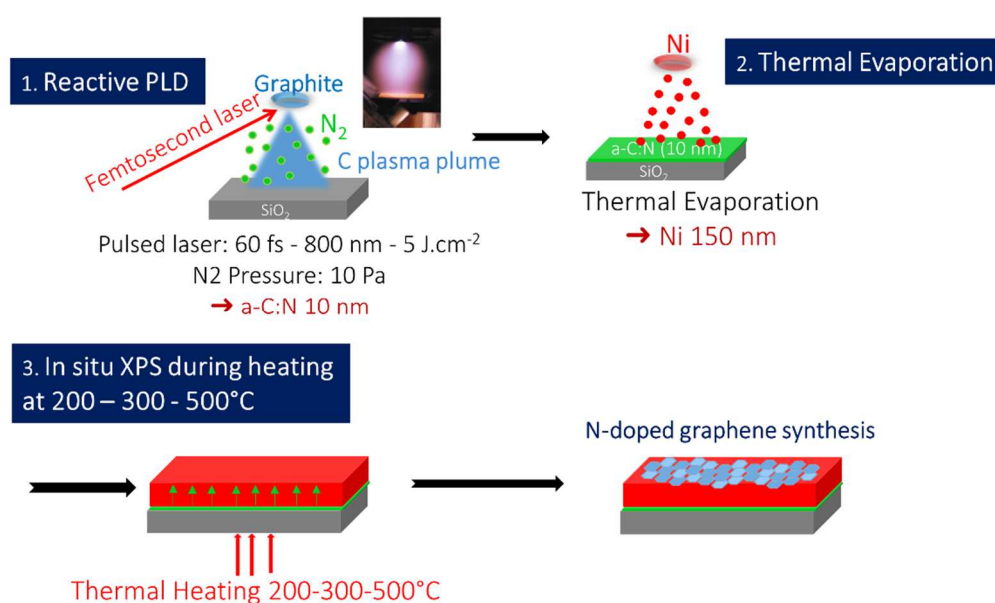 1. Reactive PLD
Graphite
Femtosecond laser
N₂
C plasma plume
SiO₂
Pulsed laser: 60 fs - 800 nm - 5 J.cm⁻²
N2 Pressure: 10 Pa
➔ a-C:N 10 nm
2. Thermal Evaporation
Ni
a-C:N (10 nm)
SiO₂
Thermal Evaporation
➔ Ni 150 nm
3. In situ XPS during heating
at 200 – 300 - 500°C
Thermal Heating 200-300-500°C
N-doped graphene synthesis